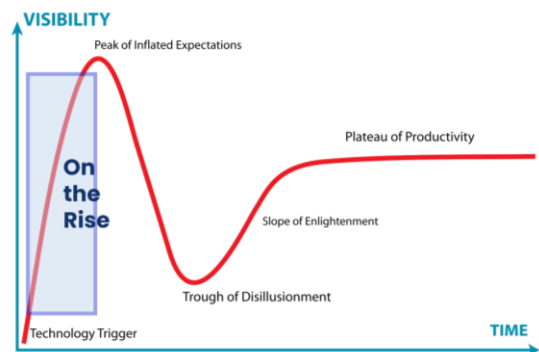 VISIBILITY
Peak of Inflated Expectations
Plateau of Productivity
On
the
Rise
Slope of Enlightenment
Trough of Disillusionment
Technology Trigger
TIME